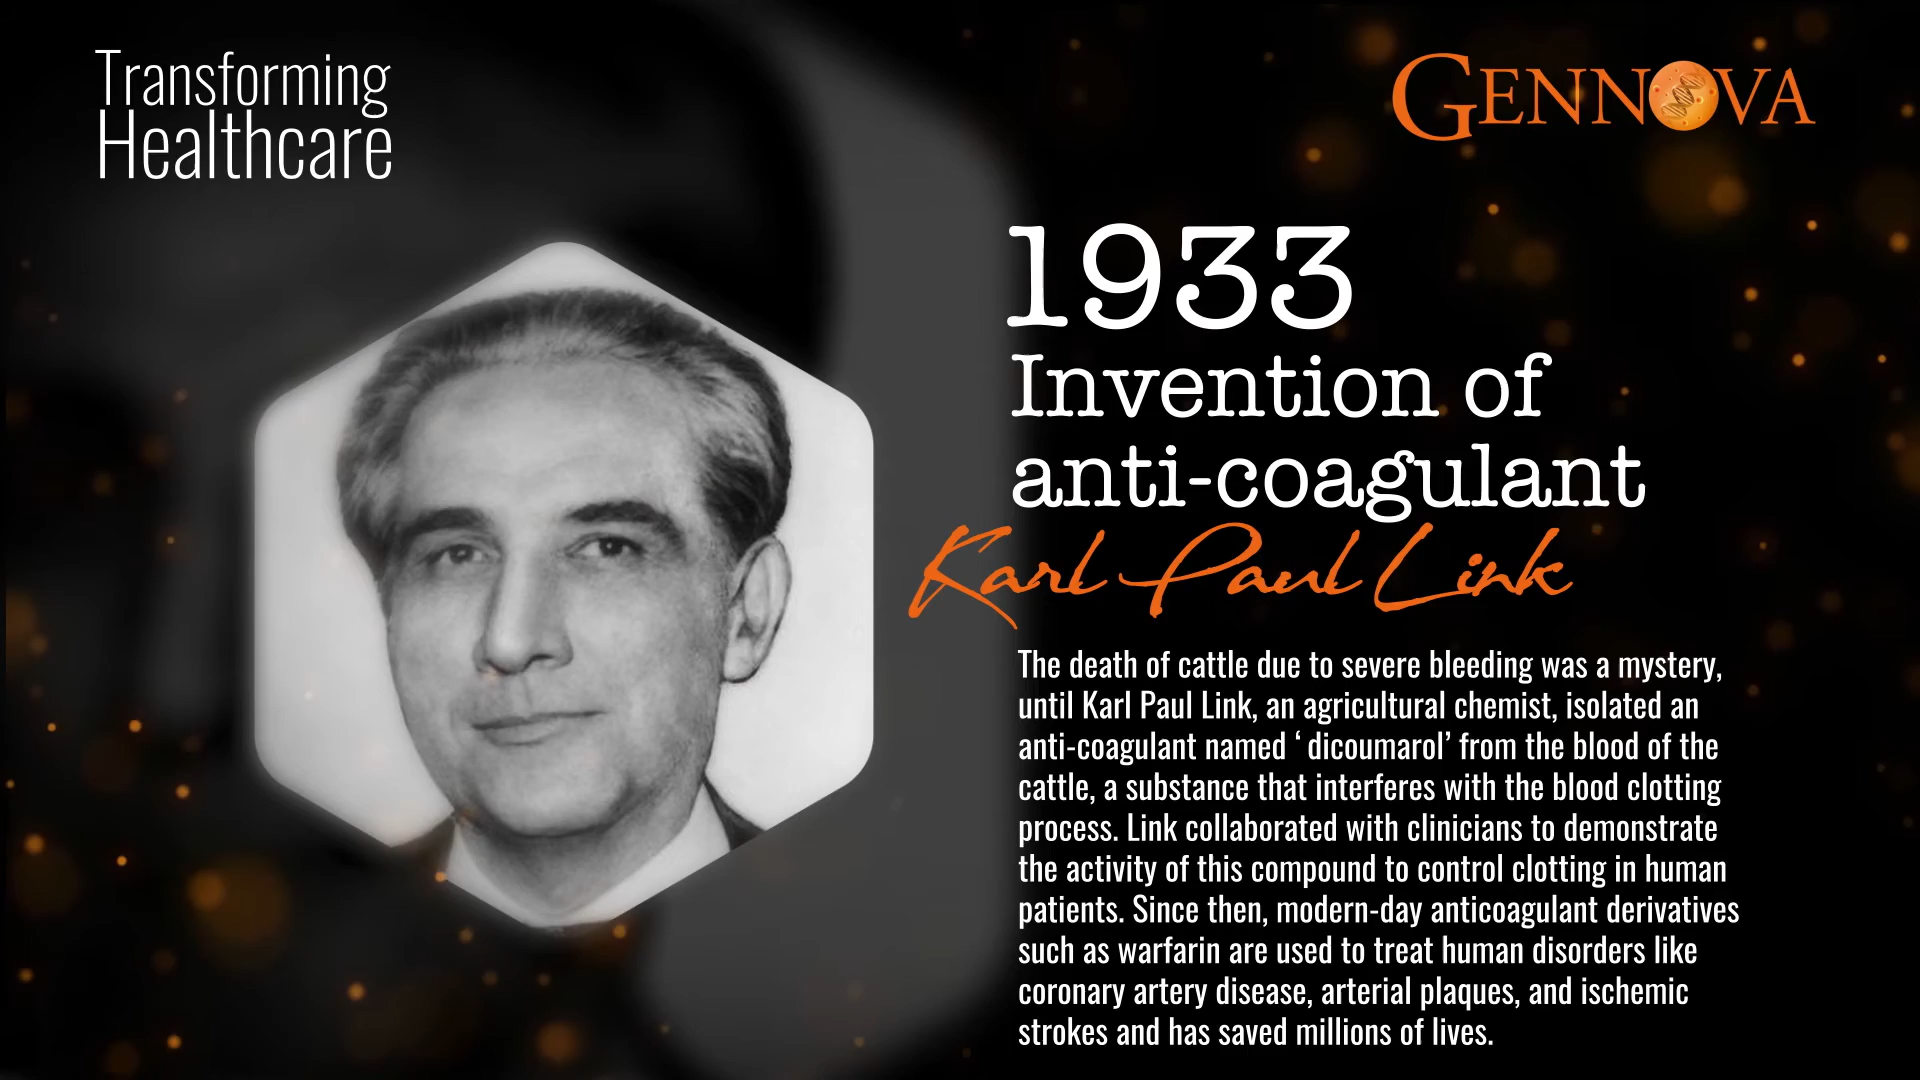 Transforming
Healthcare
GENNOVA
1933
Invention of
anti-coagulant
Karl Paul Link
The death of cattle due to severe bleeding was a mystery,
until Karl Paul Link, an agricultural chemist, isolated an
anti-coagulant named ‘ dicoumarol’ from the blood of the
cattle, a substance that interferes with the blood clotting
process. Link collaborated with clinicians to demonstrate
the activity of this compound to control clotting in human
patients. Since then, modern-day anticoagulant derivatives
such as warfarin are used to treat human disorders like
coronary artery disease, arterial plaques, and ischemic
strokes and has saved millions of lives.